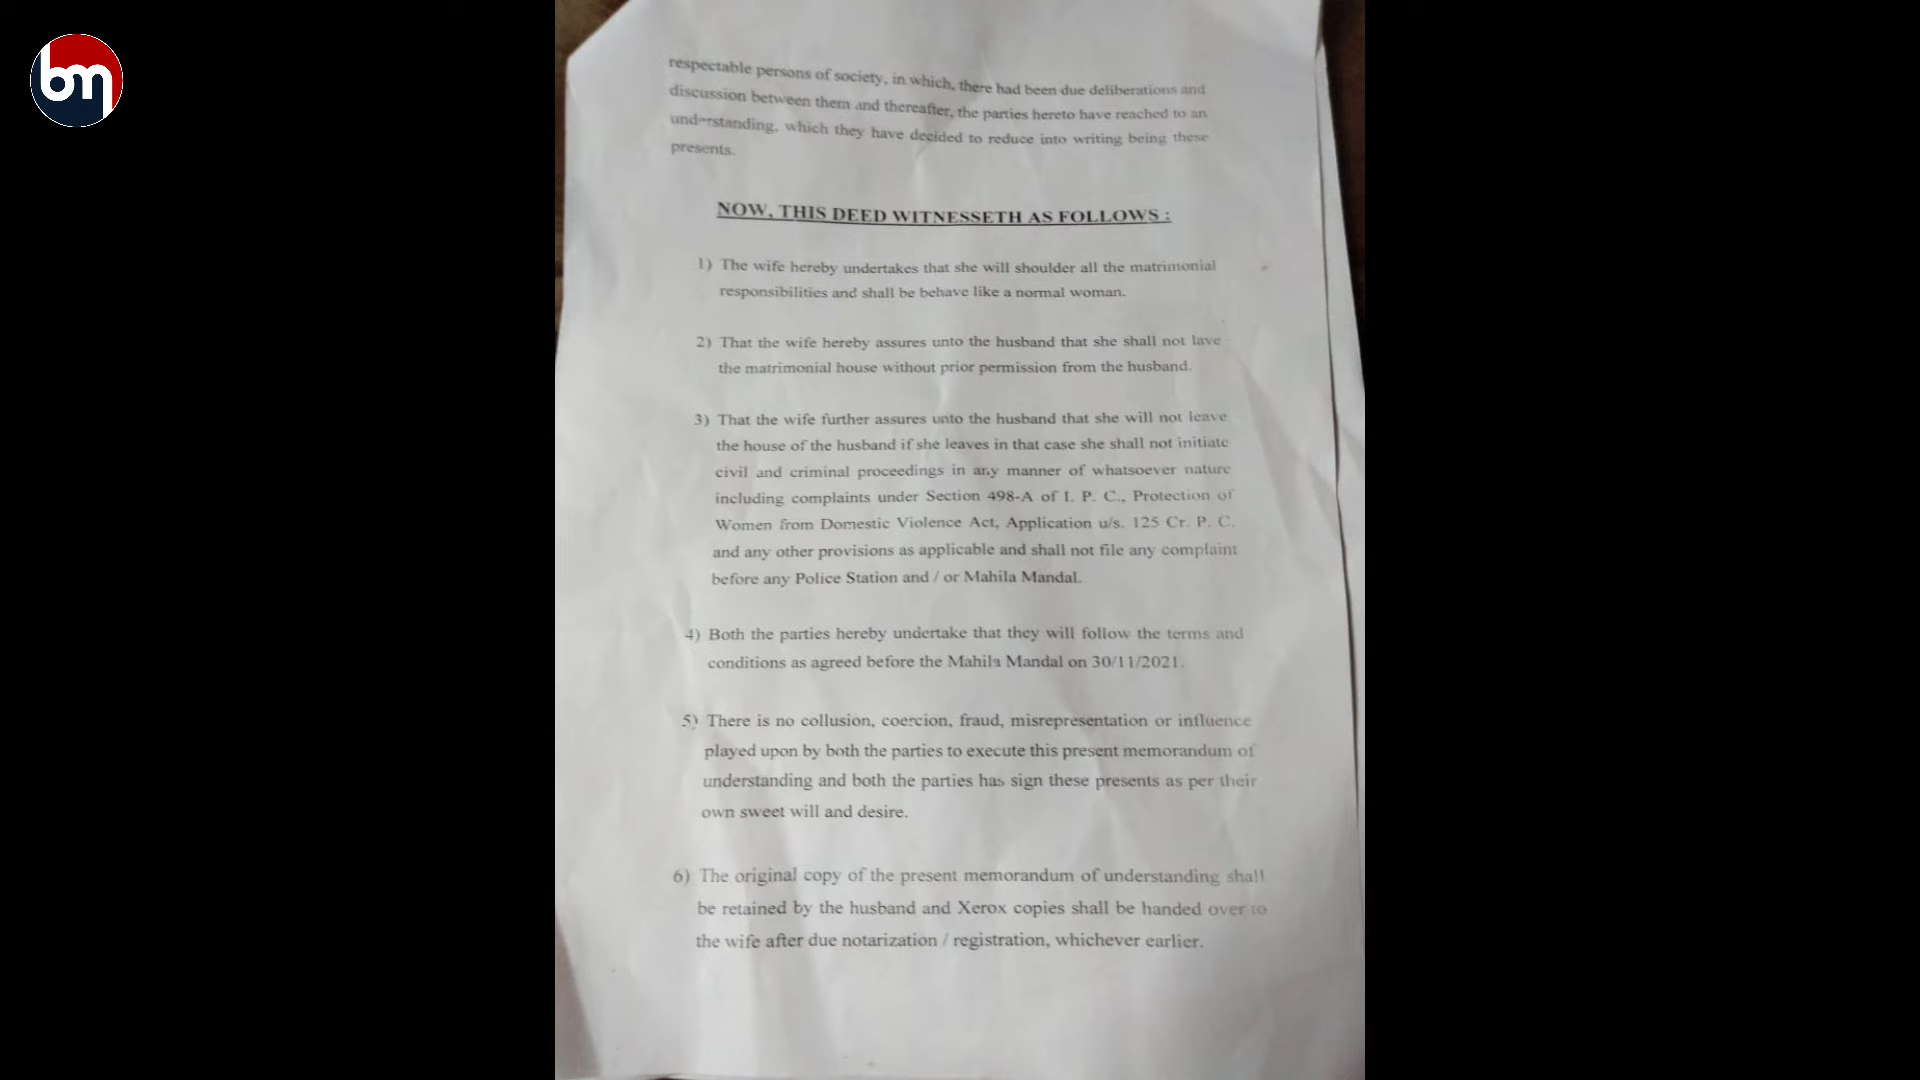 bm
respectable persons of society, in which, there had been due deliberations and
discussion between them and thereafter, the parties hereto have reached to an
understanding, which they have decided to reduce into writing being these
presents.
NOW, THIS DEED WITNESSETH AS FOLLOWS :
1) The wife hereby undertakes that she will shoulder all the matrimonial
responsibilities and shall be behave like a normal woman.
2) That the wife hereby assures unto the husband that she shall not lave
the matrimonial house without prior permission from the husband.
3) That the wife further assures unto the husband that she will not leave
the house of the husband if she leaves in that case she shall not initiate
civil and criminal proceedings in any manner of whatsoever nature
including complaints under Section 498-A of I. P. C., Protection of
Women from Domestic Violence Act, Application u/s. 125 Cr. P. C.
and any other provisions as applicable and shall not file any complaint
before any Police Station and / or Mahila Mandal.
4) Both the parties hereby undertake that they will follow the terms and
conditions as agreed before the Mahila Mandal on 30/11/2021.
5) There is no collusion, coercion, fraud, misrepresentation or influence
played upon by both the parties to execute this present memorandum of
understanding and both the parties has sign these presents as per their
own sweet will and desire.
6) The original copy of the present memorandum of understanding shall
be retained by the husband and Xerox copies shall be handed over to
the wife after due notarization / registration, whichever earlier.